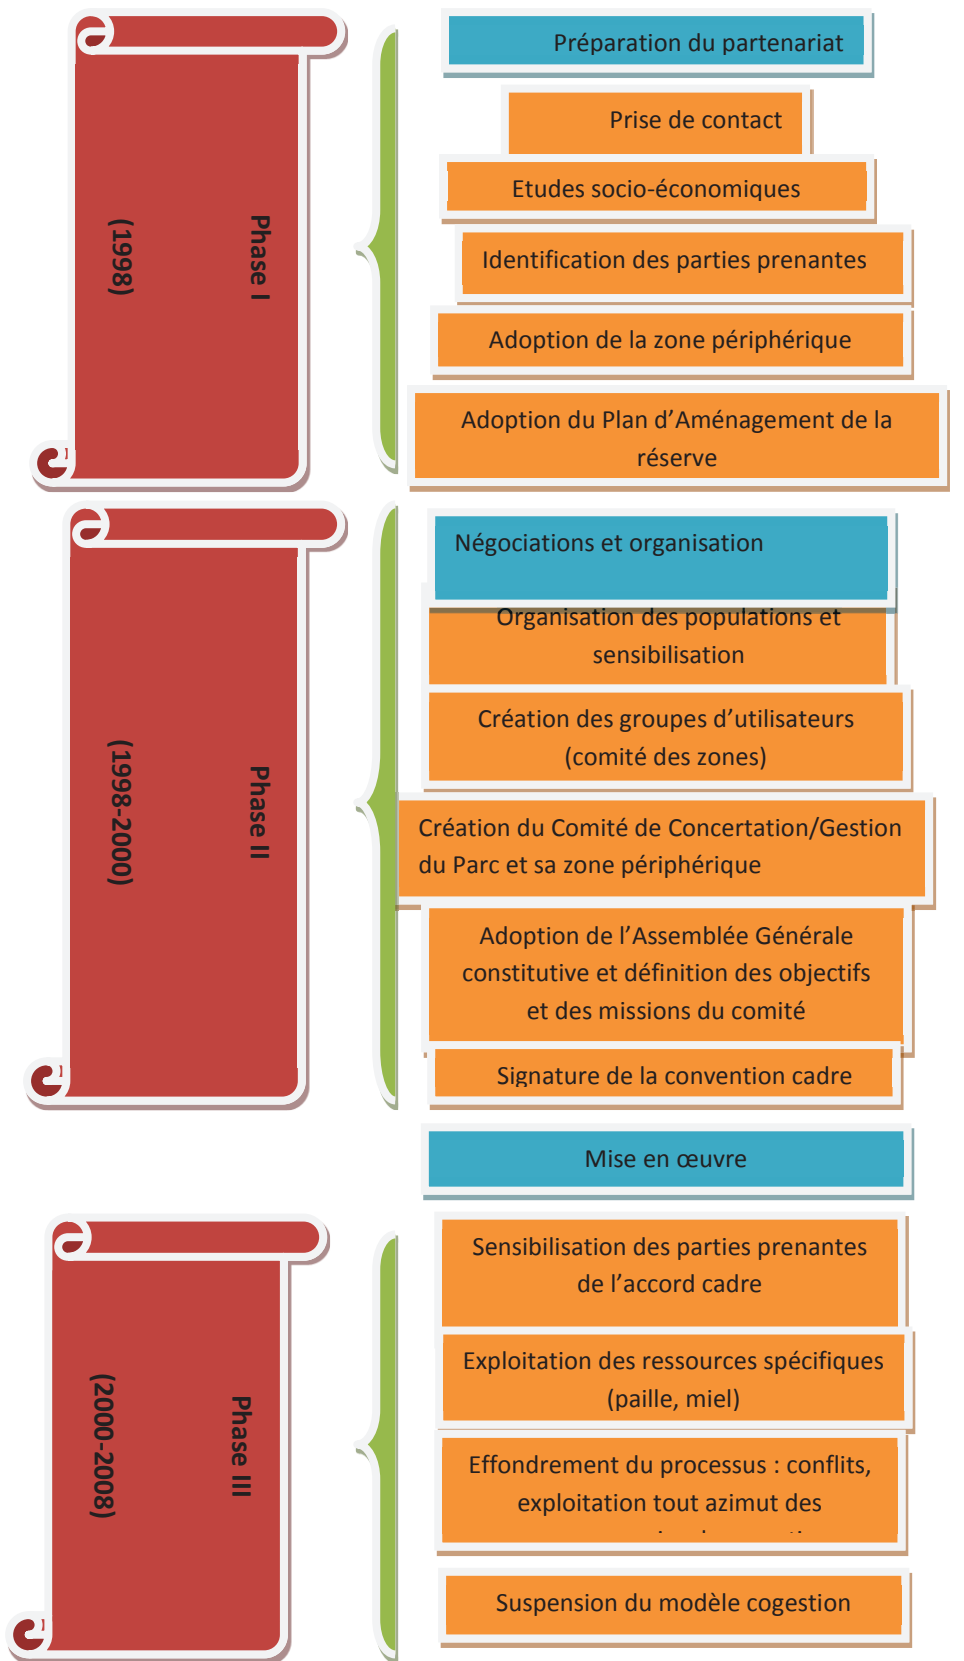 Phase I
(1998)
Préparation du partenariat
Prise de contact
Etudes socio-économiques
Identification des parties prenantes
Adoption de la zone périphérique
Adoption du Plan d’Aménagement de la
réserve
Phase II
(1998-2000)
Négociations et organisation
Organisation des populations et
sensibilisation
Création des groupes d’utilisateurs
(comité des zones)
Création du Comité de Concertation/Gestion
du Parc et sa zone périphérique
Adoption de l’Assemblée Générale
constitutive et définition des objectifs
et des missions du comité
Signature de la convention cadre
Mise en œuvre
Phase III
(2000-2008)
Sensibilisation des parties prenantes
de l’accord cadre
Exploitation des ressources spécifiques
(paille, miel)
Effondrement du processus : conflits,
exploitation tout azimut des
Suspension du modèle cogestion